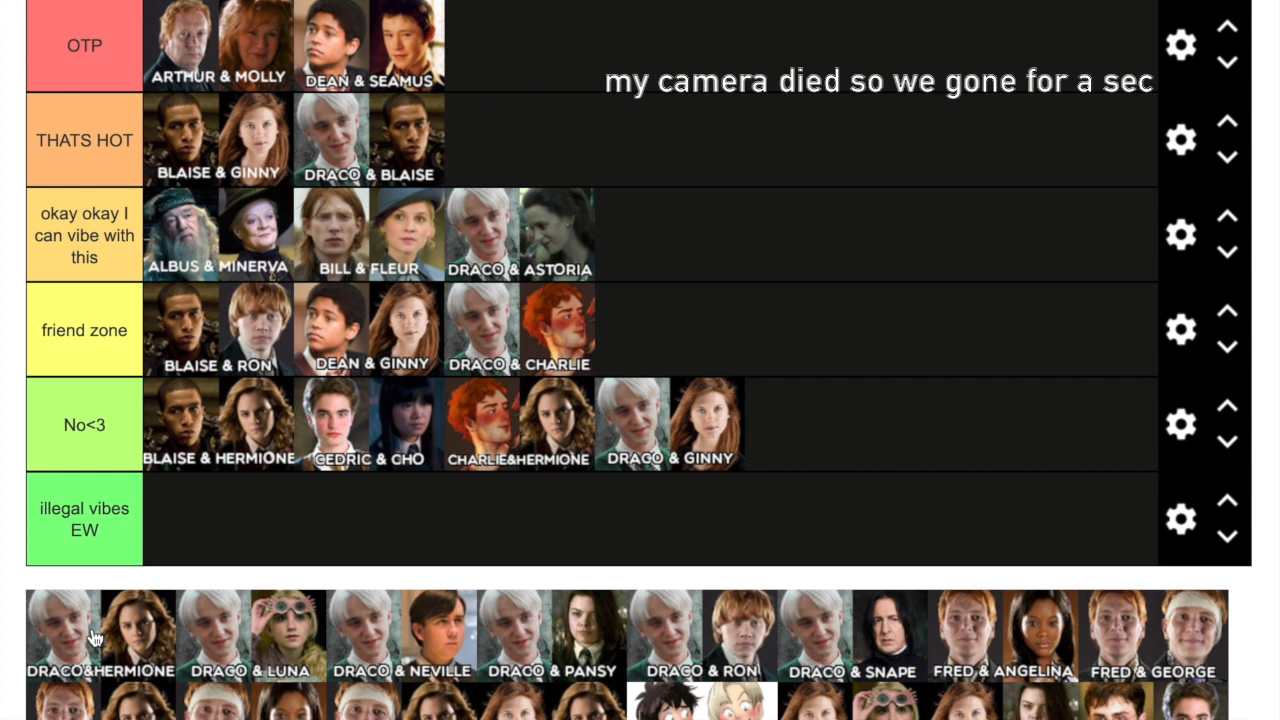 OTP
ARTHUR & MOLLY
DEAN & SEAMUS
my camera died so we gone for a sec
THATS HOT
BLAISE & GINNY
DRACO & BLAISE
okay okay I
can vibe with
this
ALBUS & MINERVA
BILL & FLEUR
DRACO & ASTORIA
friend zone
BLAISE & RON
DEAN & GINNY
DRACO & CHARLIE
No<3
BLAISE & HERMIONE
CEDRIC & CHO
CHARLIE&HERMIONE
DRACO & GINNY
illegal vibes
EW
DRACO&HERMIONE
DRACO & LUNA
DRACO & NEVILLE
DRACO & PANSY
DRACO & RON
DRACO & SNAPE
FRED & ANGELINA
FRED & GEORGE